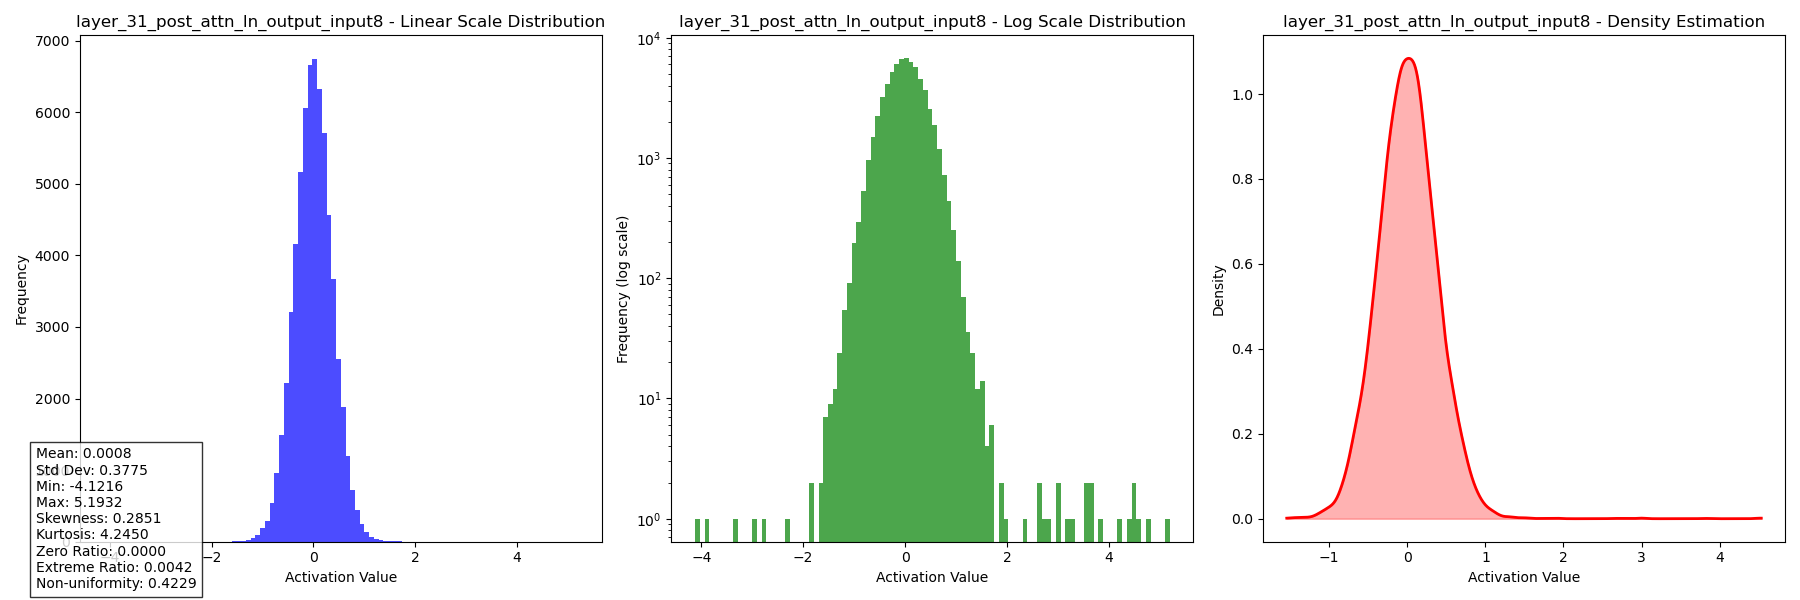 layer_31_post_attn_ln_output_input8 - Linear Scale Distribution
7000
6000
5000
4000
3000
2000
Frequency
−2
0
2
4
Activation Value
Mean: 0.0008
Std Dev: 0.3775
Min: -4.1216
Max: 5.1932
Skewness: 0.2851
Kurtosis: 4.2450
Zero Ratio: 0.0000
Extreme Ratio: 0.0042
Non-uniformity: 0.4229
layer_31_post_attn_ln_output_input8 - Log Scale Distribution
10⁴
10³
10²
10¹
10⁰
Frequency (log scale)
−4
−2
0
2
4
Activation Value
layer_31_post_attn_ln_output_input8 - Density Estimation
1.0
0.8
0.6
0.4
0.2
0.0
Density
−1
0
1
2
3
4
Activation Value